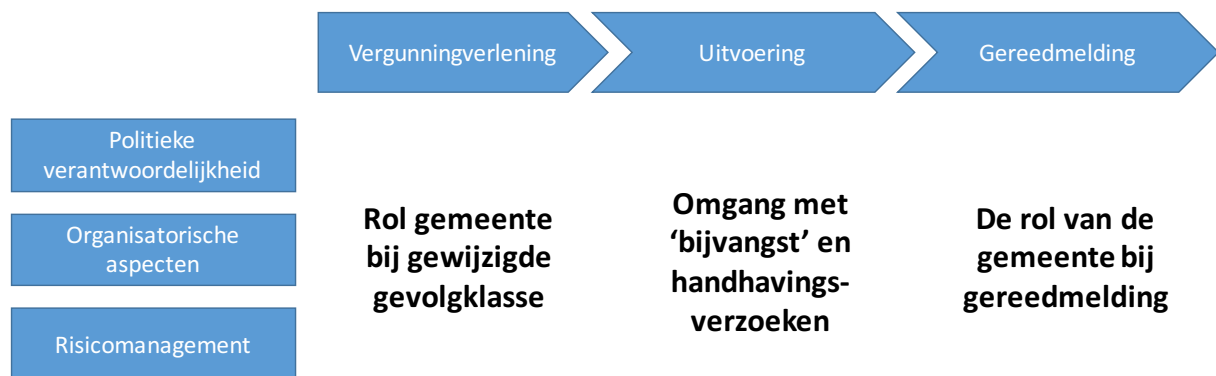 Vergunningverlening
Uitvoering
Gereedmelding
Politieke
verantwoordelijkheid
Organisatorische
aspecten
Risicomanagement
Rol gemeente
bij gewijzigde
gevolgklasse
Omgang met
‘bijvangst’ en
handhavings-
verzoeken
De rol van de
gemeente bij
gereedmelding